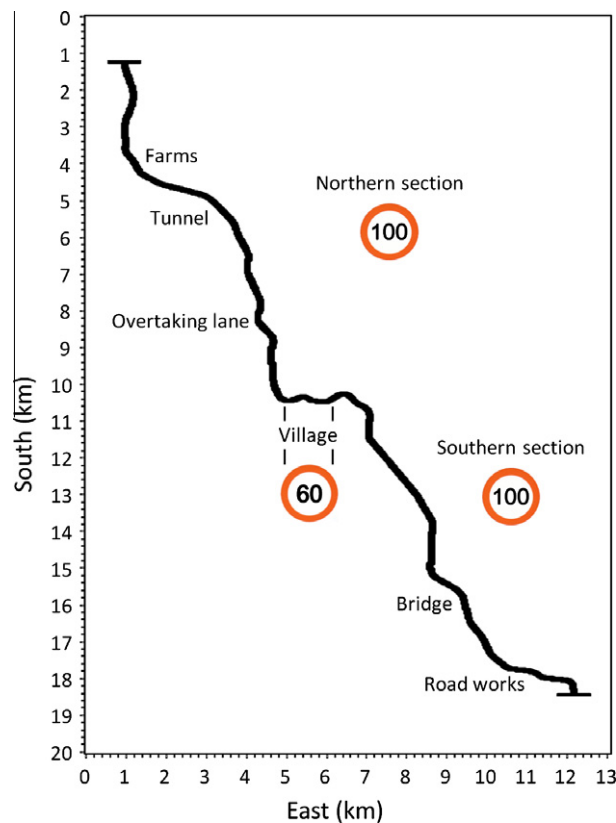 0
1
2
3
4
5
6
7
8
9
10
11
12
13
14
15
16
17
18
19
20
South (km)
Farms
Northern section
Tunnel
100
Overtaking lane
Village
Southern section
60
100
Bridge
Road works
0 1 2 3 4 5 6 7 8 9 10 11 12 13
East (km)